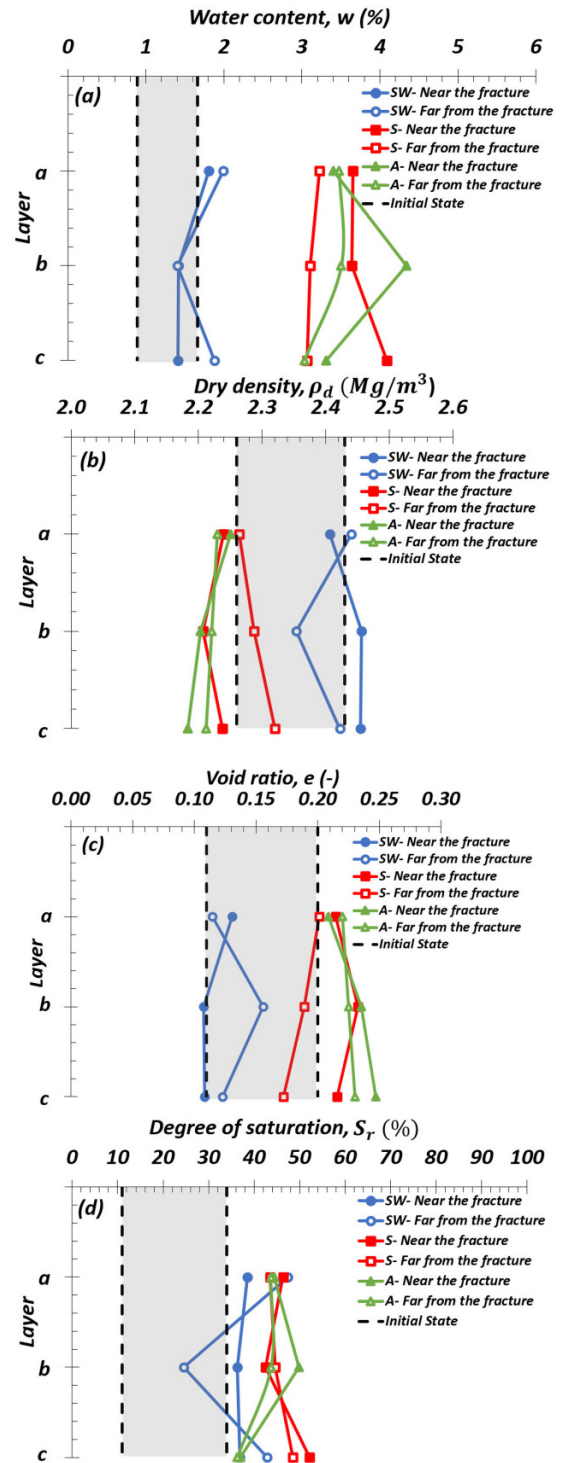 Water content, w (%)
0 1 2 3 4 5 6
(a)
SW- Near the fracture
SW- Far from the fracture
S- Near the fracture
S- Far from the fracture
A- Near the fracture
A- Far from the fracture
Initial State
Layer
a
b
c
Dry density, ρ_d (Mg/m³)
2.0 2.1 2.2 2.3 2.4 2.5 2.6
(b)
SW- Near the fracture
SW- Far from the fracture
S- Near the fracture
S- Far from the fracture
A- Near the fracture
A- Far from the fracture
Initial State
Layer
a
b
c
Void ratio, e (-)
0.00 0.05 0.10 0.15 0.20 0.25 0.30
(c)
SW- Near the fracture
SW- Far from the fracture
S- Near the fracture
S- Far from the fracture
A- Near the fracture
A- Far from the fracture
Initial State
Layer
a
b
c
Degree of saturation, S_r (%)
0 10 20 30 40 50 60 70 80 90 100
(d)
SW- Near the fracture
SW- Far from the fracture
S- Near the fracture
S- Far from the fracture
A- Near the fracture
A- Far from the fracture
Initial State
Layer
a
b
c